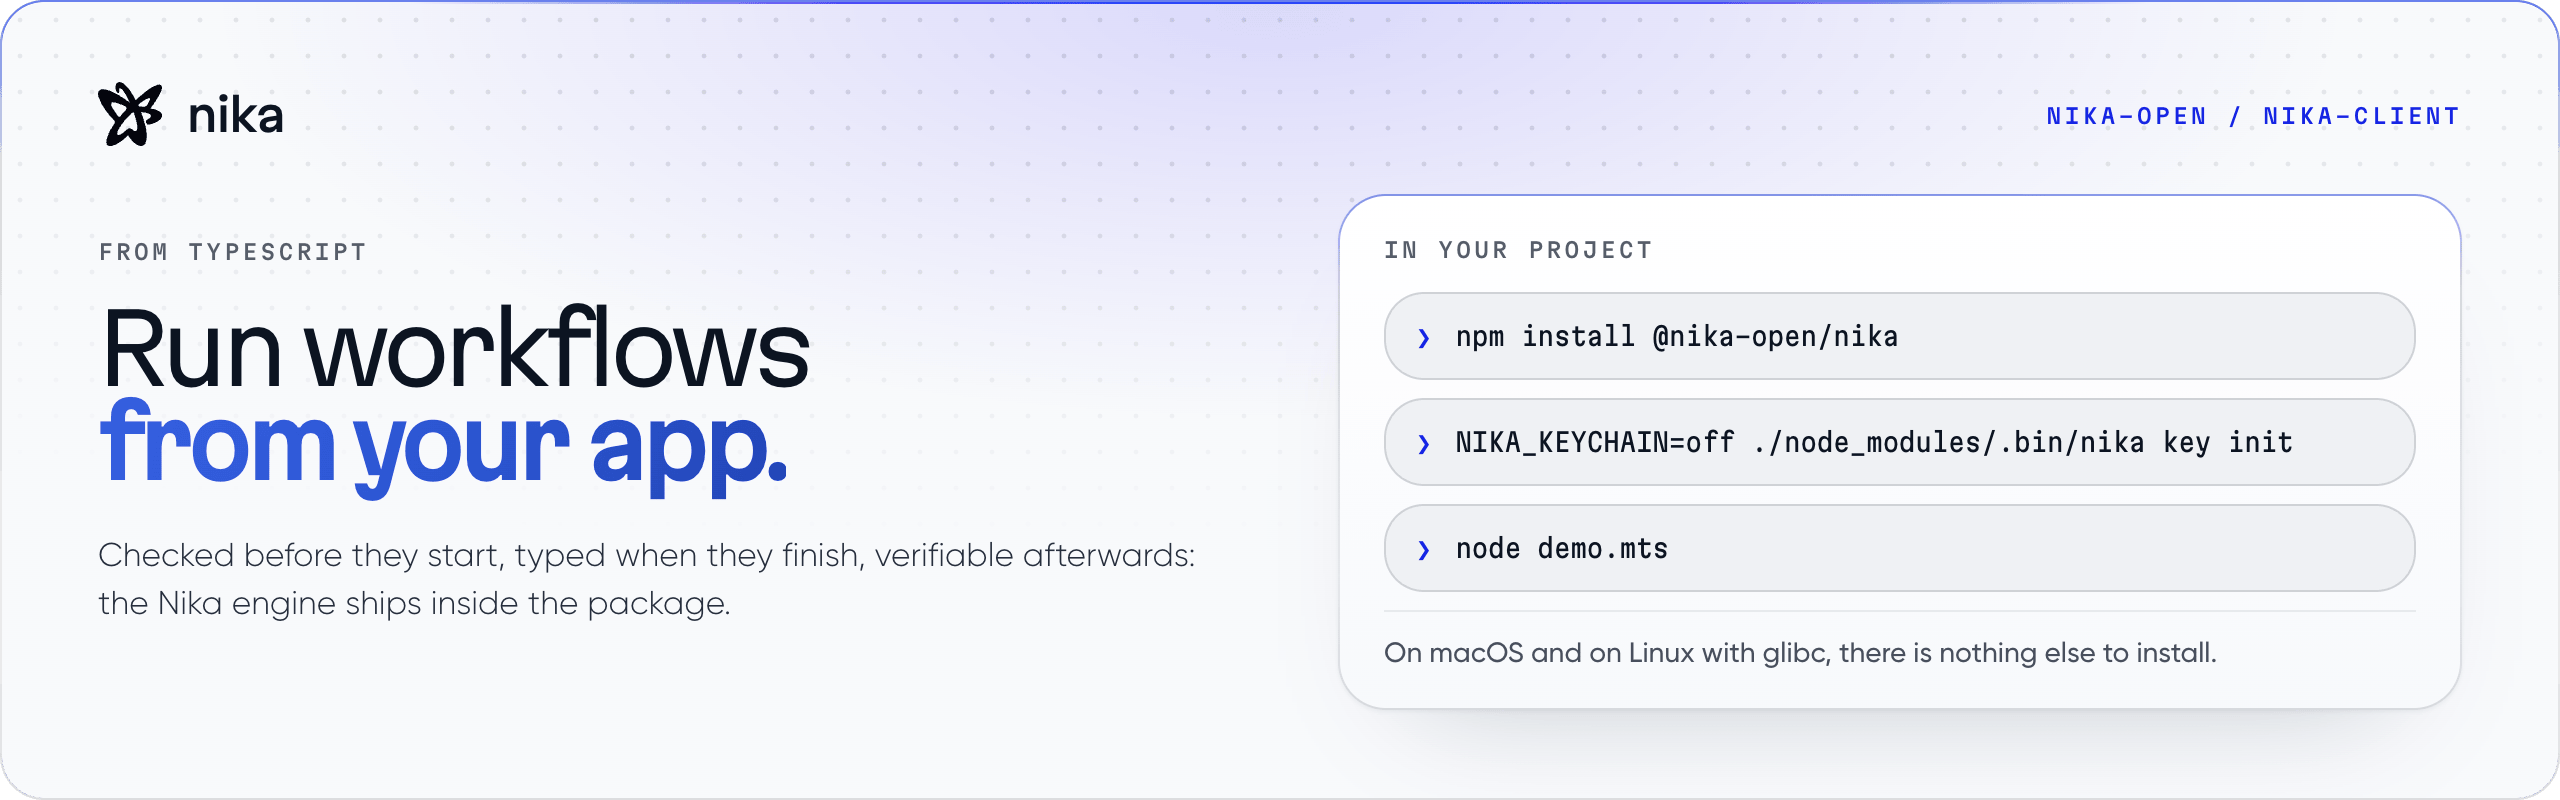 nika
NIKA-OPEN / NIKA-CLIENT
FROM TYPESCRIPT
Run workflows
from your app.
Checked before they start, typed when they finish, verifiable afterwards:
the Nika engine ships inside the package.
IN YOUR PROJECT
❯ npm install @nika-open/nika
❯ NIKA_KEYCHAIN=off ./node_modules/.bin/nika key init
❯ node demo.mts
On macOS and on Linux with glibc, there is nothing else to install.